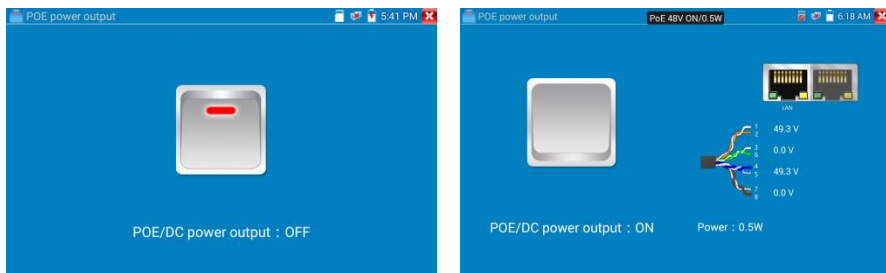 POE power output
5:41 PM
POE/DC power output：OFF
POE power output
PoE 48V ON/0.5W
6:18 AM
LAN
1
2
49.3 V
3
6
0.0 V
4
5
49.3 V
7
8
0.0 V
POE/DC power output：ON
Power：0.5W